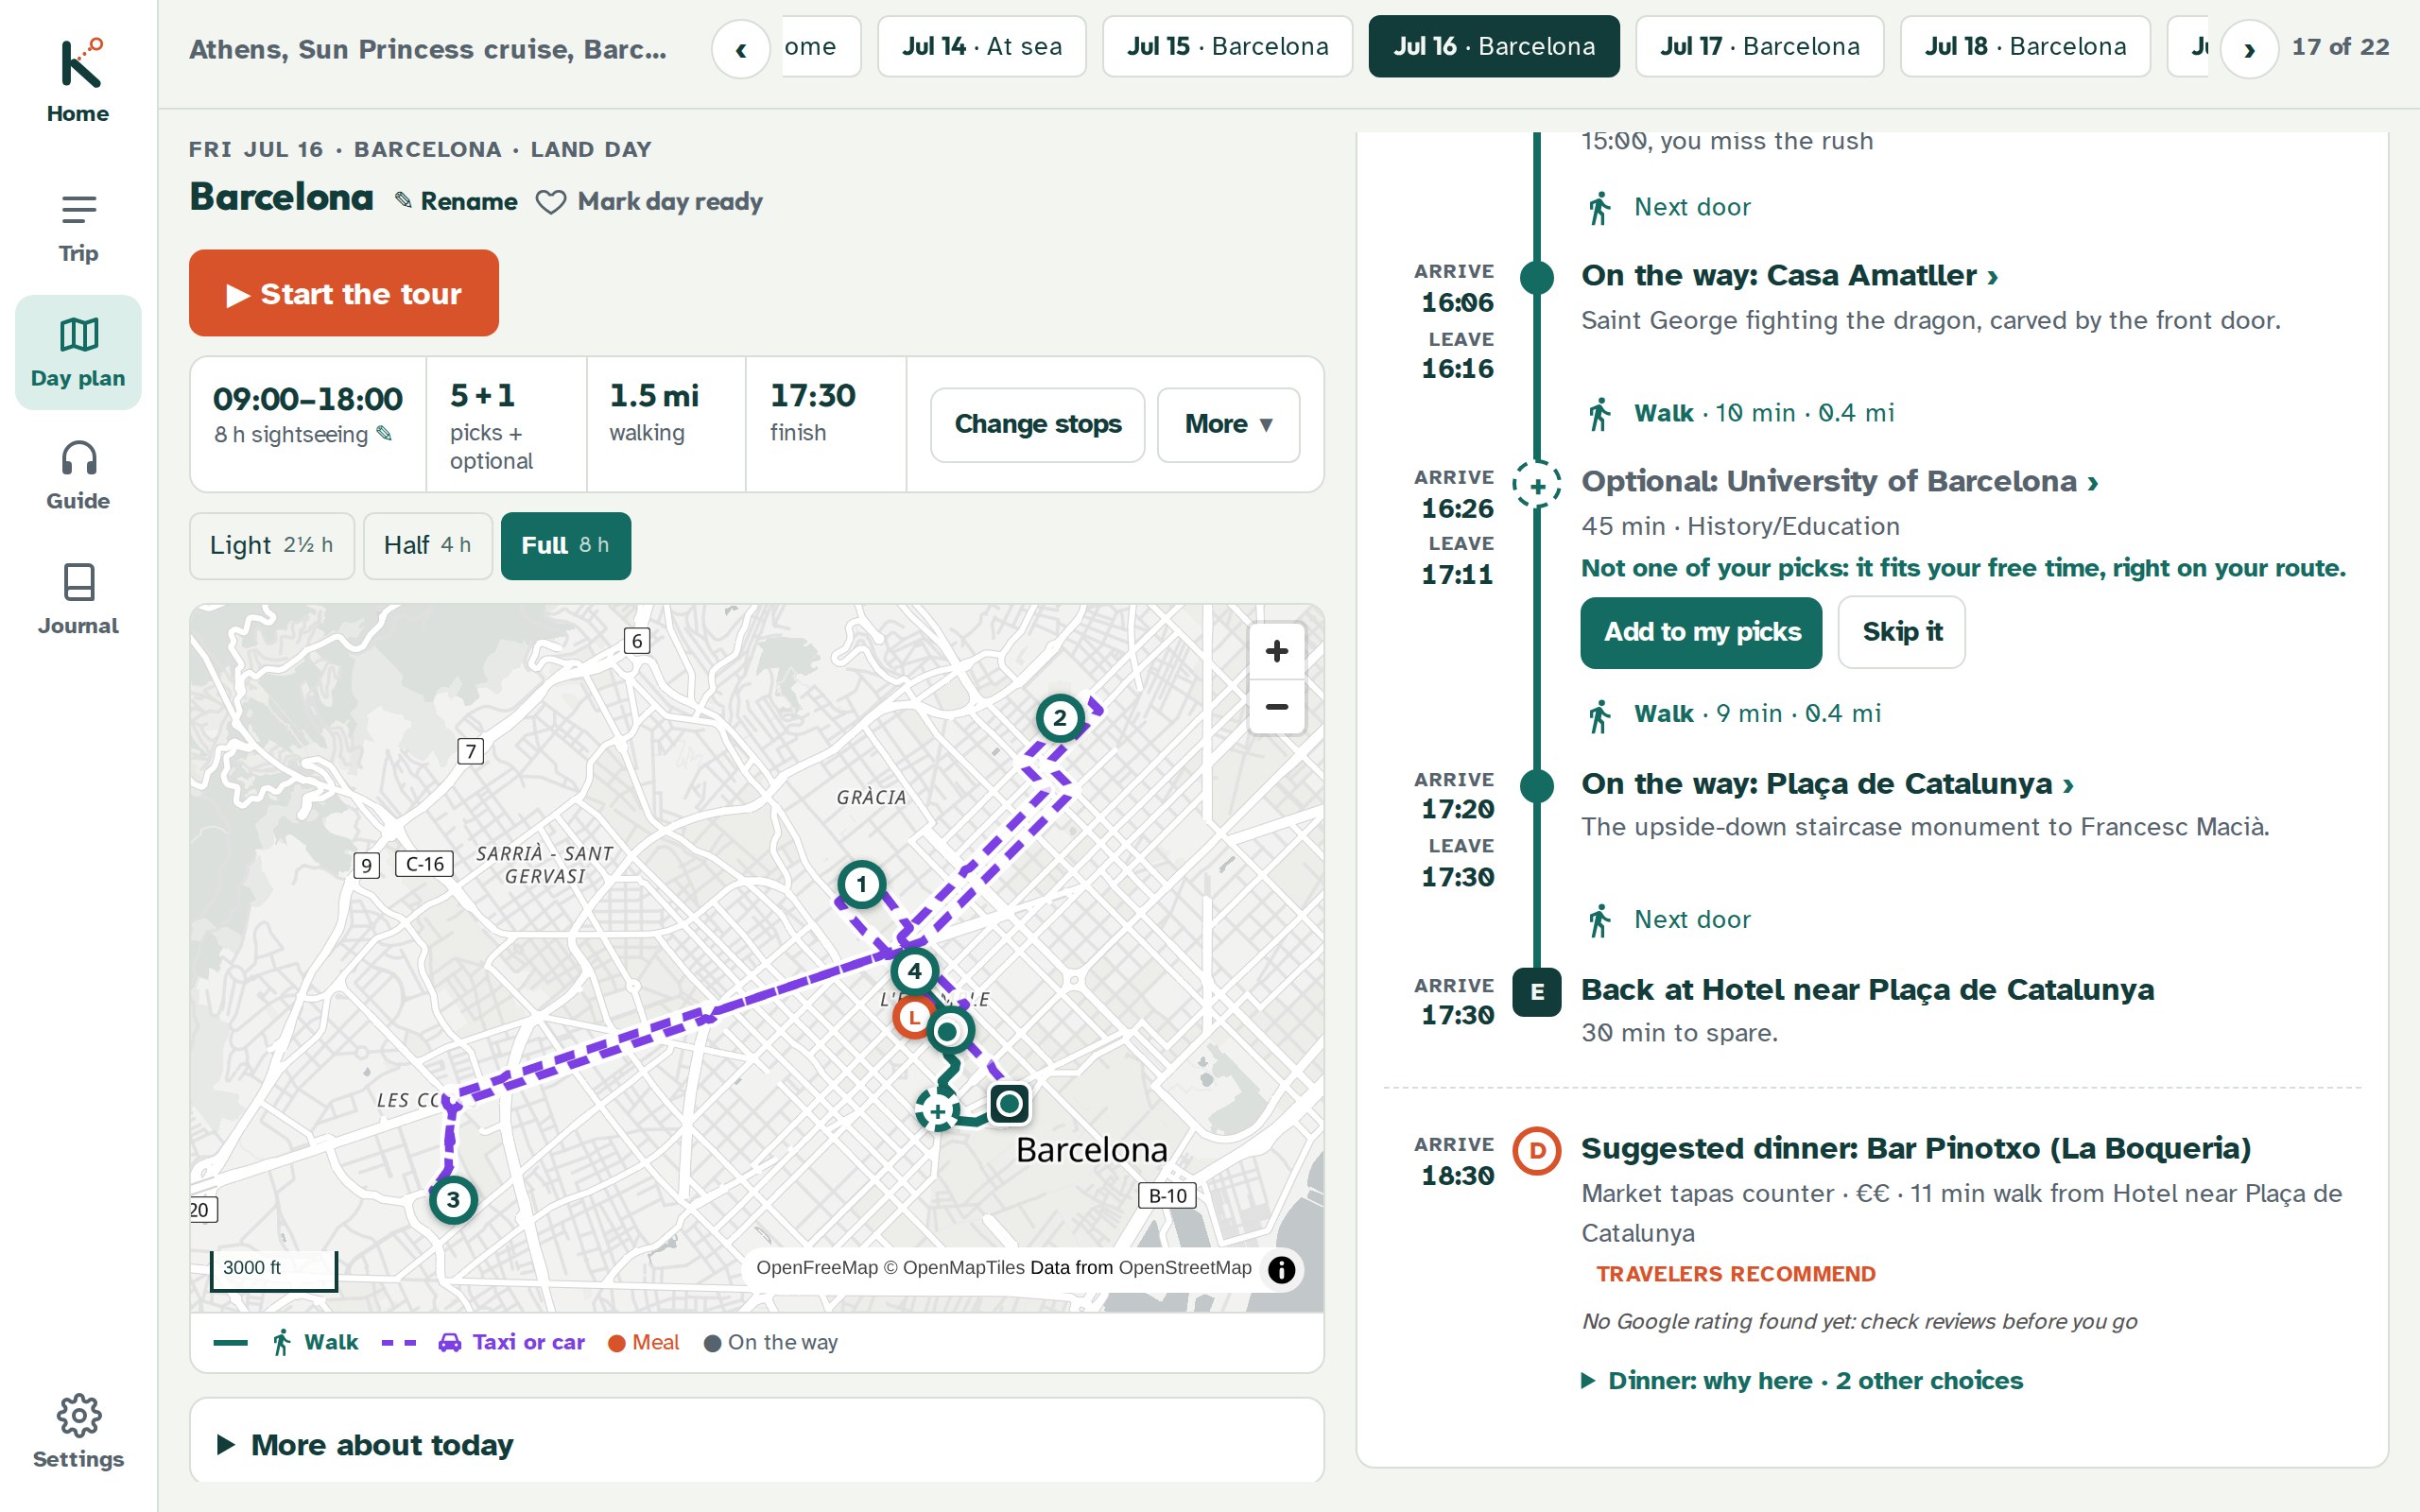 Home
Trip
Day plan
Guide
Journal
Settings
Athens, Sun Princess cruise, Barc...
‹
ome
Jul 14 · At sea
Jul 15 · Barcelona
Jul 16 · Barcelona
Jul 17 · Barcelona
Jul 18 · Barcelona
›
17 of 22
FRI JUL 16 · BARCELONA · LAND DAY
Barcelona ✎ Rename Mark day ready
▶ Start the tour
09:00–18:00
8 h sightseeing ✎
5 + 1
picks +
optional
1.5 mi
walking
17:30
finish
Change stops
More ▼
Light 2½ h
Half 4 h
Full 8 h
6
7
9
C-16
SARRIÀ - SANT
GERVASI
GRÀCIA
2
1
4
L
LES CO
3
20
+
Barcelona
B-10
+
−
3000 ft
OpenFreeMap © OpenMapTiles Data from OpenStreetMap
Walk
Taxi or car
Meal
On the way
▶ More about today
15:00, you miss the rush
Next door
ARRIVE
16:06
LEAVE
16:16
On the way: Casa Amatller ›
Saint George fighting the dragon, carved by the front door.
Walk · 10 min · 0.4 mi
ARRIVE
16:26
LEAVE
17:11
+
Optional: University of Barcelona ›
45 min · History/Education
Not one of your picks: it fits your free time, right on your route.
Add to my picks
Skip it
Walk · 9 min · 0.4 mi
ARRIVE
17:20
LEAVE
17:30
On the way: Plaça de Catalunya ›
The upside-down staircase monument to Francesc Macià.
Next door
ARRIVE
17:30
E
Back at Hotel near Plaça de Catalunya
30 min to spare.
ARRIVE
18:30
D
Suggested dinner: Bar Pinotxo (La Boqueria)
Market tapas counter · €€ · 11 min walk from Hotel near Plaça de
Catalunya
TRAVELERS RECOMMEND
No Google rating found yet: check reviews before you go
▶ Dinner: why here · 2 other choices